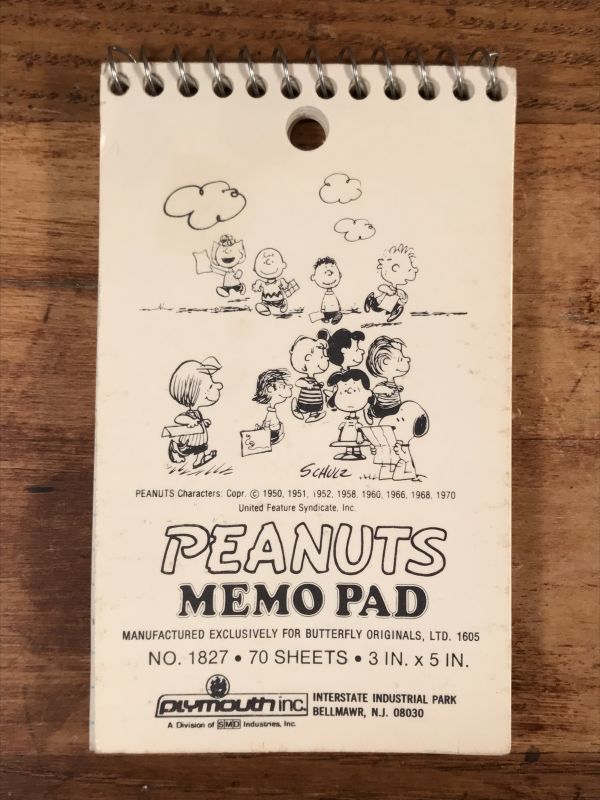 SCHULZ
PEANUTS Characters: Copr. © 1950, 1951, 1952, 1958, 1960, 1966, 1968, 1970
United Feature Syndicate, Inc.
PEANUTS
MEMO PAD
MANUFACTURED EXCLUSIVELY FOR BUTTERFLY ORIGINALS, LTD. 1605
NO. 1827 • 70 SHEETS • 3 IN. x 5 IN.
plymouth inc. INTERSTATE INDUSTRIAL PARK
BELLMAWR, N.J. 08030
A Division of SMD Industries, Inc.